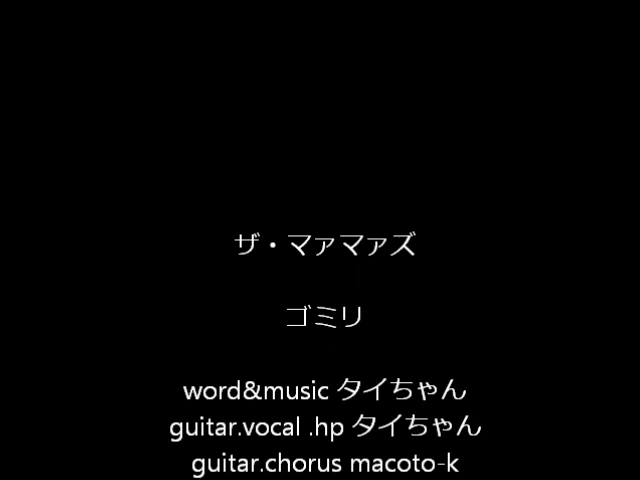 ザ・マァマァズ
ゴミリ
word&music タイちゃん
guitar.vocal .hp タイちゃん
guitar.chorus macoto-k